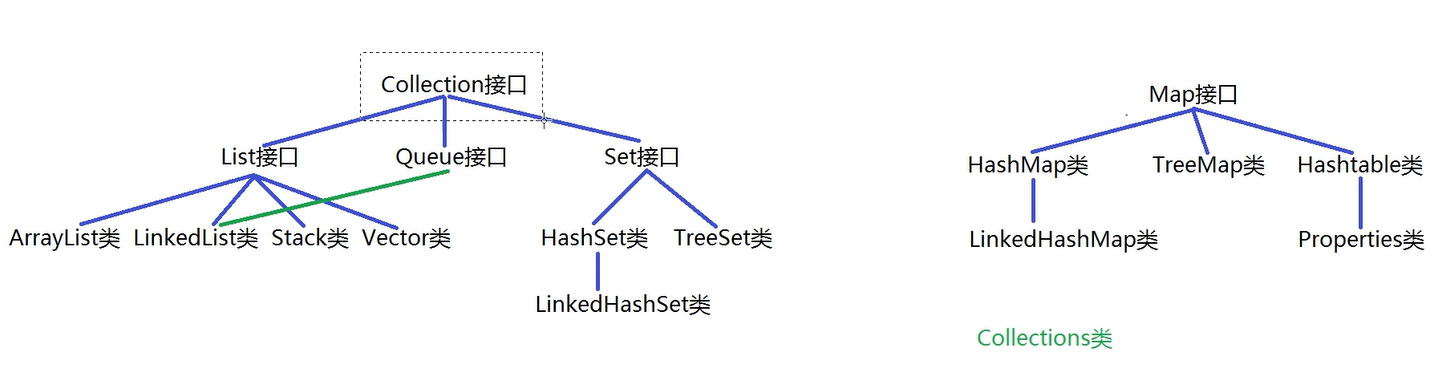 Collection接口
List接口 Queue接口 Set接口
ArrayList类 LinkedList类 Stack类 Vector类 HashSet类 TreeSet类
LinkedHashSet类
Map接口
HashMap类 TreeMap类 Hashtable类
LinkedHashMap类 Properties类
Collections类